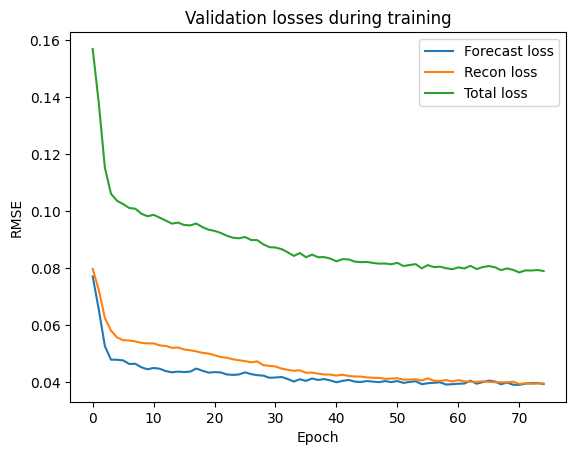 Validation losses during training
0.16
0.14
0.12
0.10
0.08
0.06
0.04
RMSE
Forecast loss
Recon loss
Total loss
0 10 20 30 40 50 60 70
Epoch